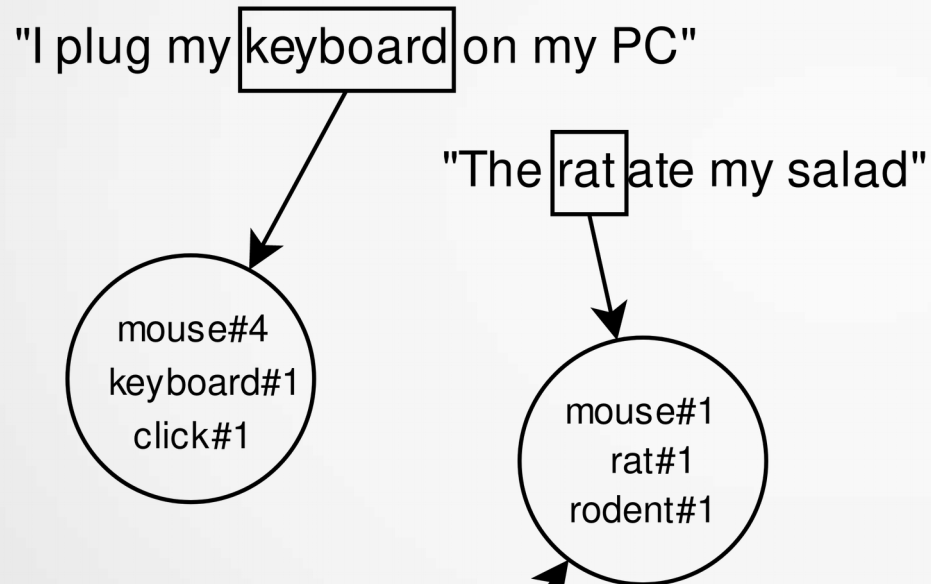 "I plug my keyboard on my PC"
"The rat ate my salad"
mouse#4
keyboard#1
click#1
mouse#1
rat#1
rodent#1